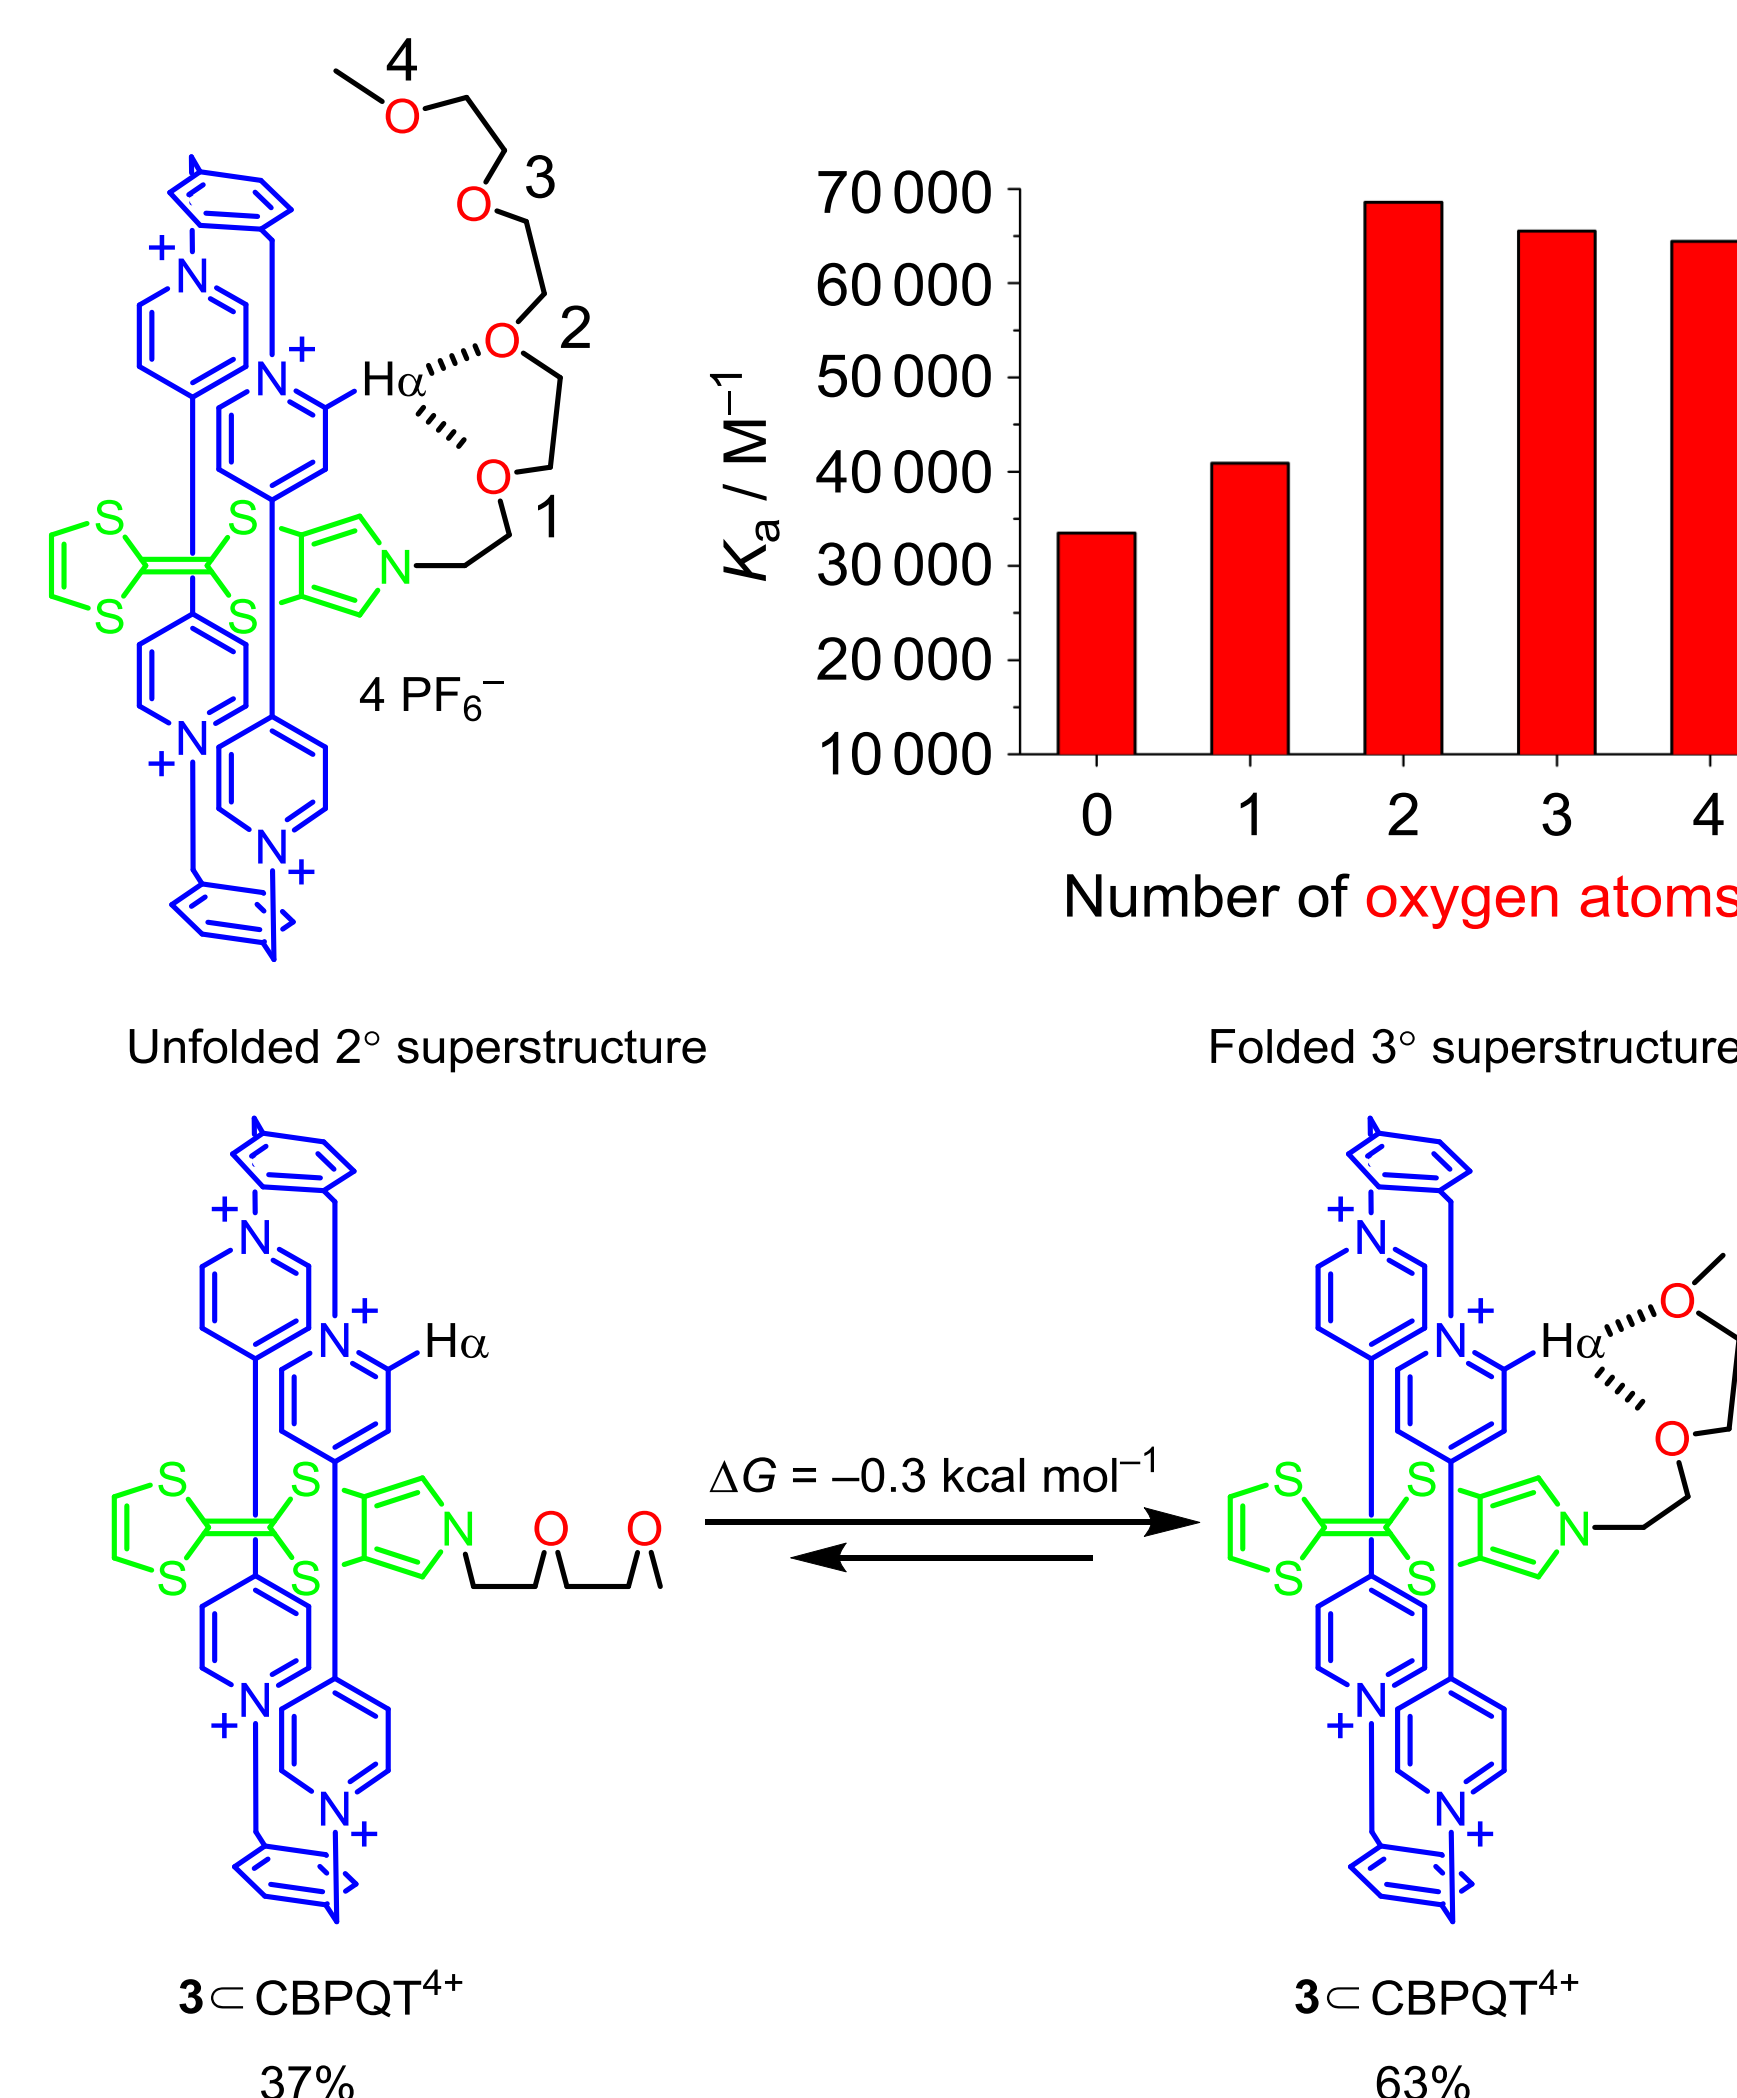 4
O
3
O
2
O
Hα
O
1
+
N
+
N
S
S
S
S
N
4 PF₆⁻
N
+
N
+
70 000
60 000
50 000
40 000
30 000
20 000
10 000
Kₐ / M⁻¹
0 1 2 3 4
Number of oxygen atoms
Unfolded 2° superstructure
Folded 3° superstructure
+
N
+
N
Hα
S
S
S
S
N
O
O
N
+
N
+
ΔG = –0.3 kcal mol⁻¹
+
N
+
N
Hα
O
O
S
S
S
S
N
N
+
N
+
3⊂CBPQT⁴⁺
3⊂CBPQT⁴⁺
37%
63%